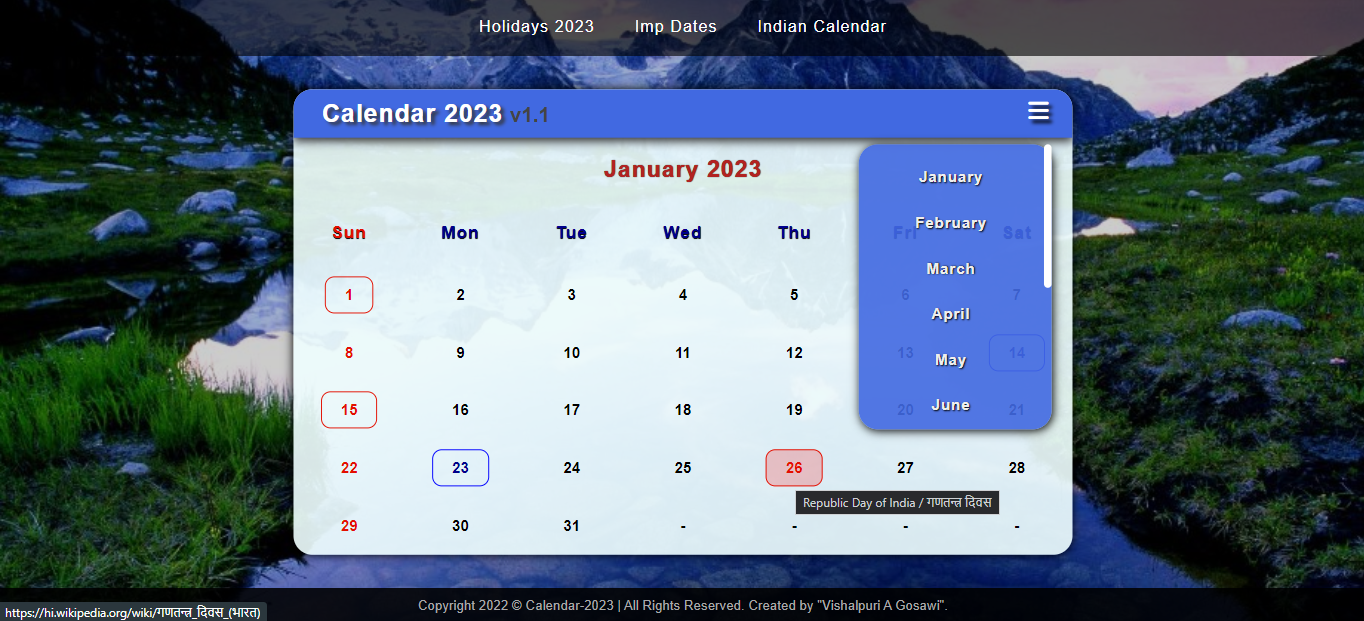 Holidays 2023 Imp Dates Indian Calendar
Calendar 2023 v1.1
January 2023
Sun Mon Tue Wed Thu Fri Sat
1 2 3 4 5 6 7
8 9 10 11 12 13 14
15 16 17 18 19 20 21
22 23 24 25 26 27 28
29 30 31 - - - -
January
February
March
April
May
June
Republic Day of India / गणतन्त्र दिवस
Copyright 2022 © Calendar-2023 | All Rights Reserved. Created by "Vishalpuri A Gosawi".
https://hi.wikipedia.org/wiki/गणतन्त्र_दिवस_(भारत)